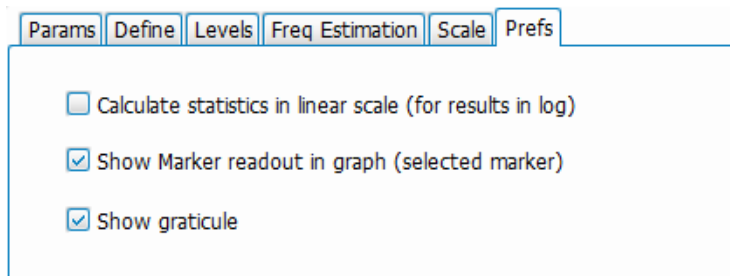 Params Define Levels Freq Estimation Scale Prefs
Calculate statistics in linear scale (for results in log)
Show Marker readout in graph (selected marker)
Show graticule